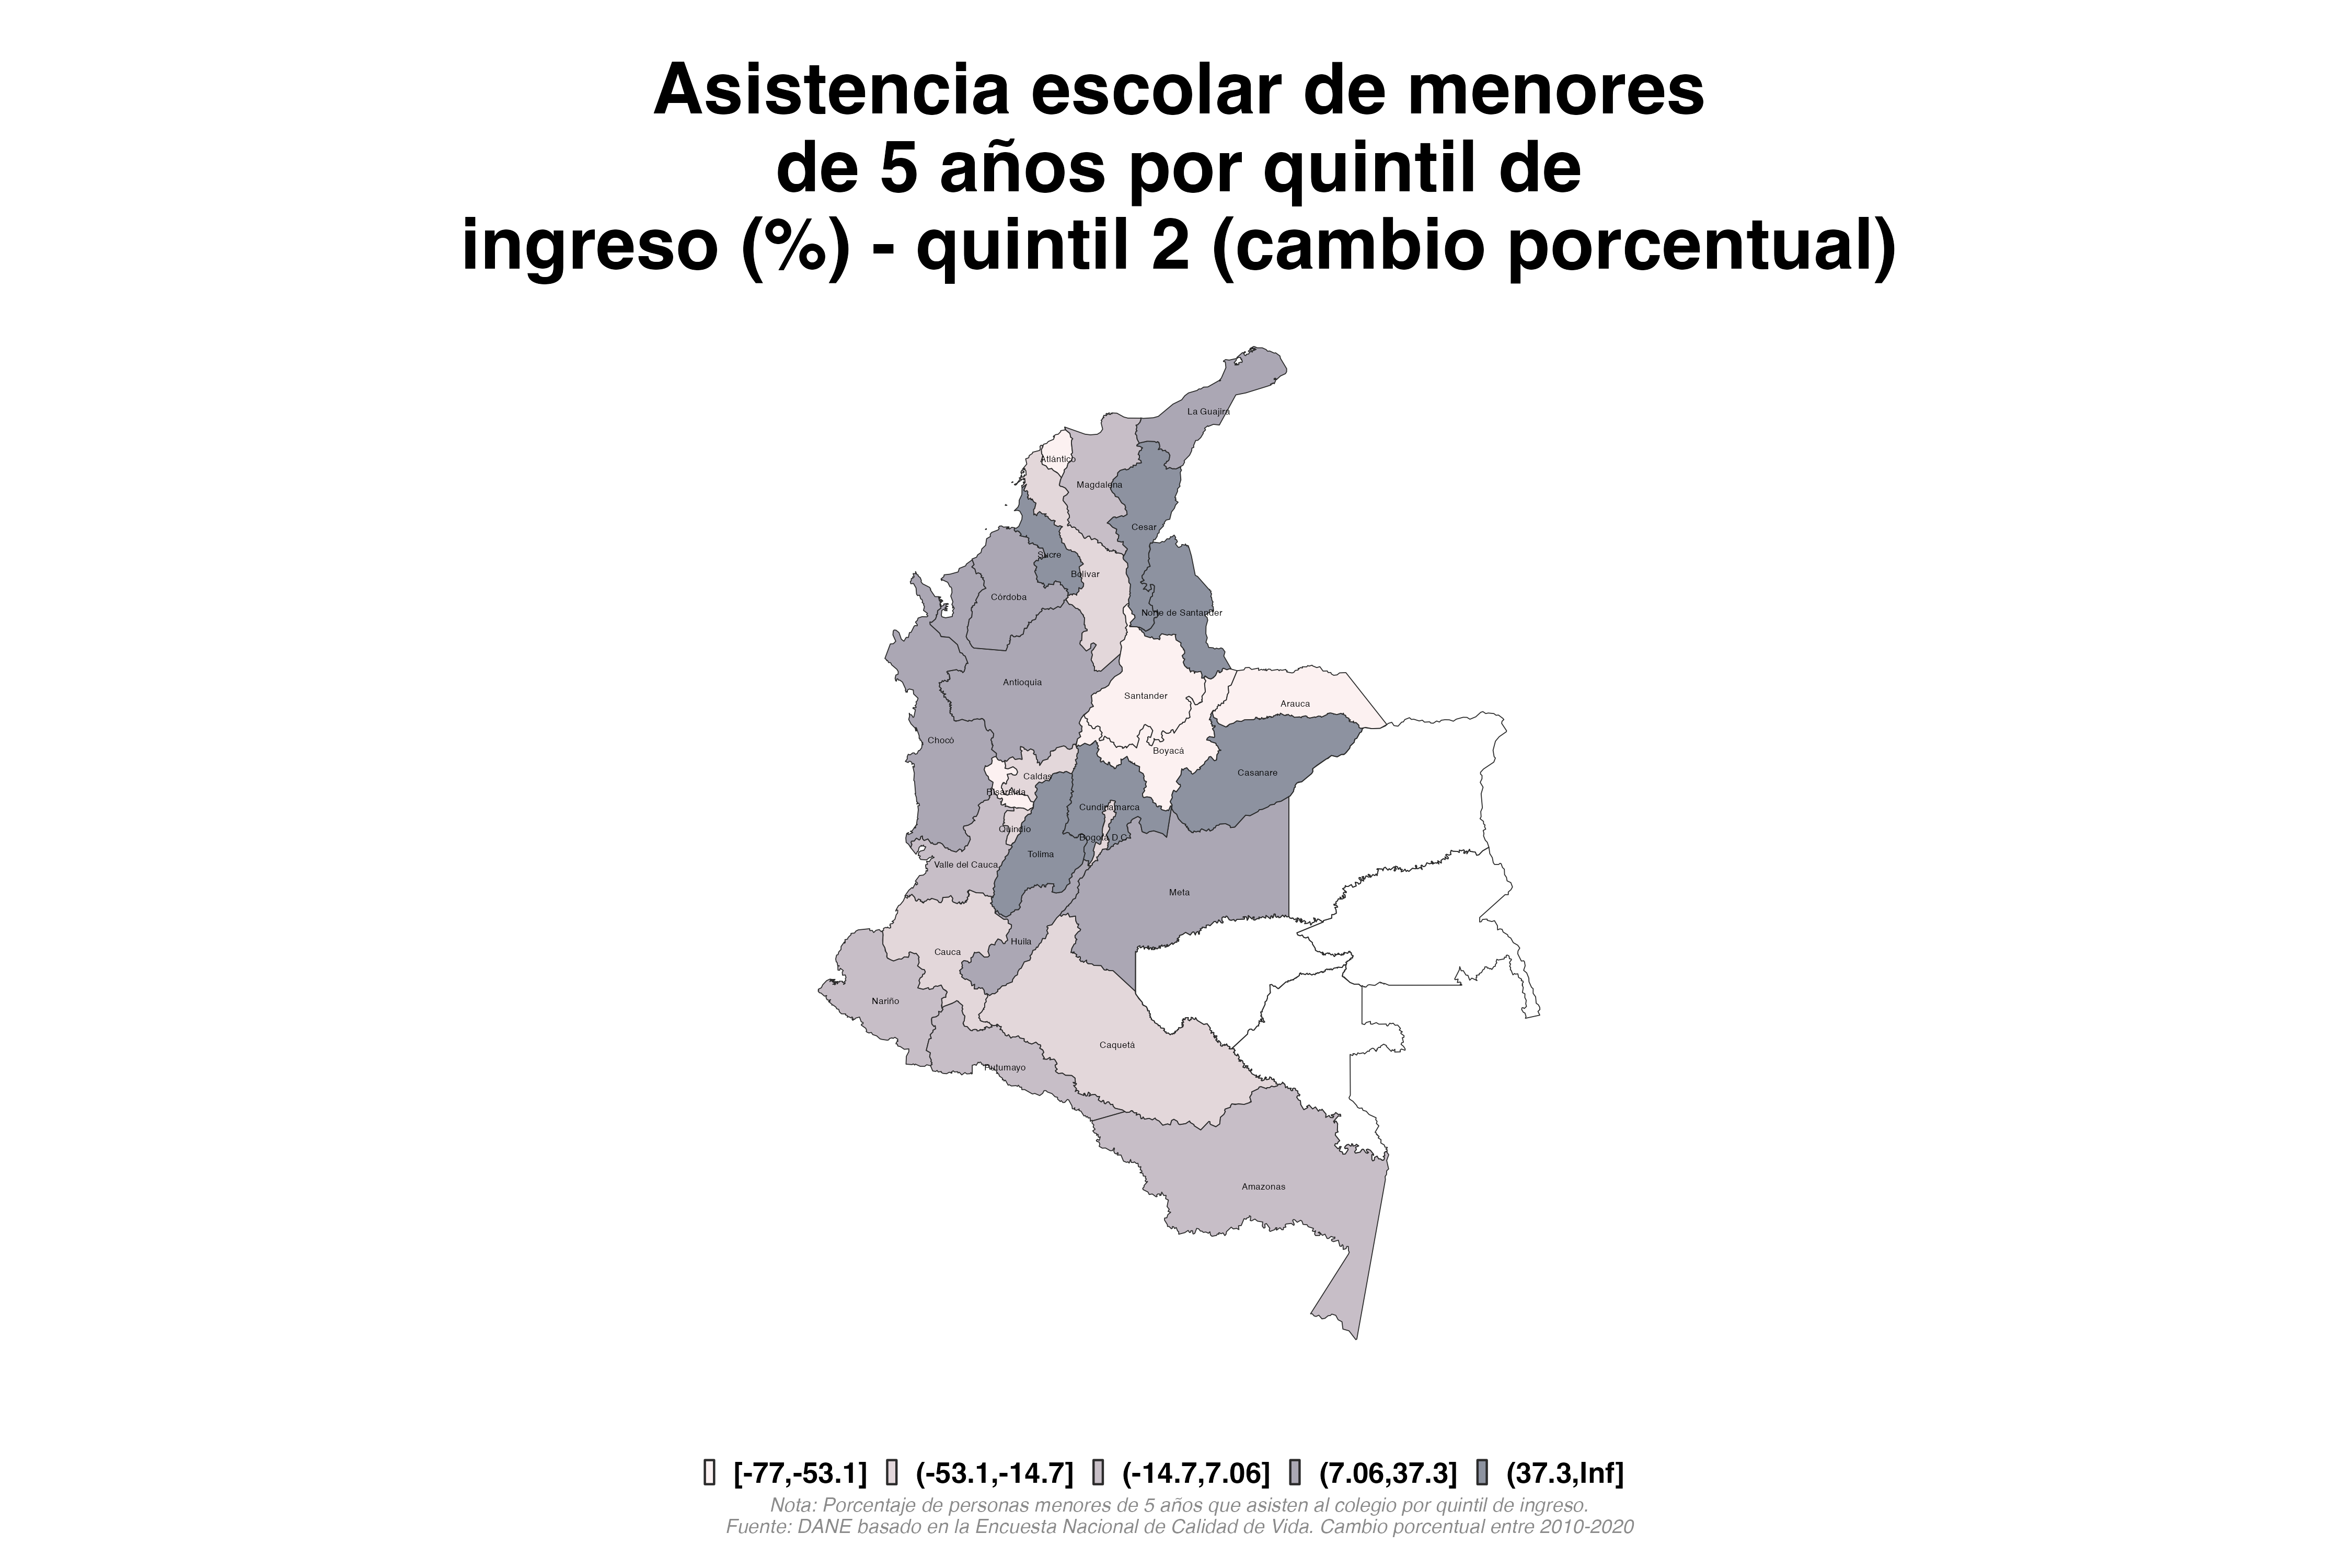 Asistencia escolar de menores
de 5 años por quintil de
ingreso (%) - quintil 2 (cambio porcentual)
La Guajira
Atlántico
Magdalena
Cesar
Sucre
Bolívar
Córdoba
Norte de Santander
Antioquia
Santander
Arauca
Chocó
Boyacá
Casanare
Caldas
Risaralda
Cundinamarca
Quindío
Bogotá D.C.
Tolima
Valle del Cauca
Meta
Huila
Cauca
Nariño
Caquetá
Putumayo
Amazonas
[-77,-53.1] (-53.1,-14.7] (-14.7,7.06] (7.06,37.3] (37.3,Inf]
Nota: Porcentaje de personas menores de 5 años que asisten al colegio por quintil de ingreso.
Fuente: DANE basado en la Encuesta Nacional de Calidad de Vida. Cambio porcentual entre 2010-2020